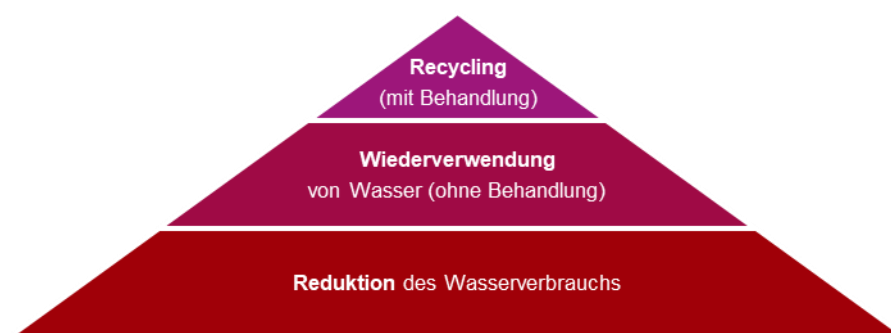 Recycling
(mit Behandlung)
Wiederverwendung
von Wasser (ohne Behandlung)
Reduktion des Wasserverbrauchs